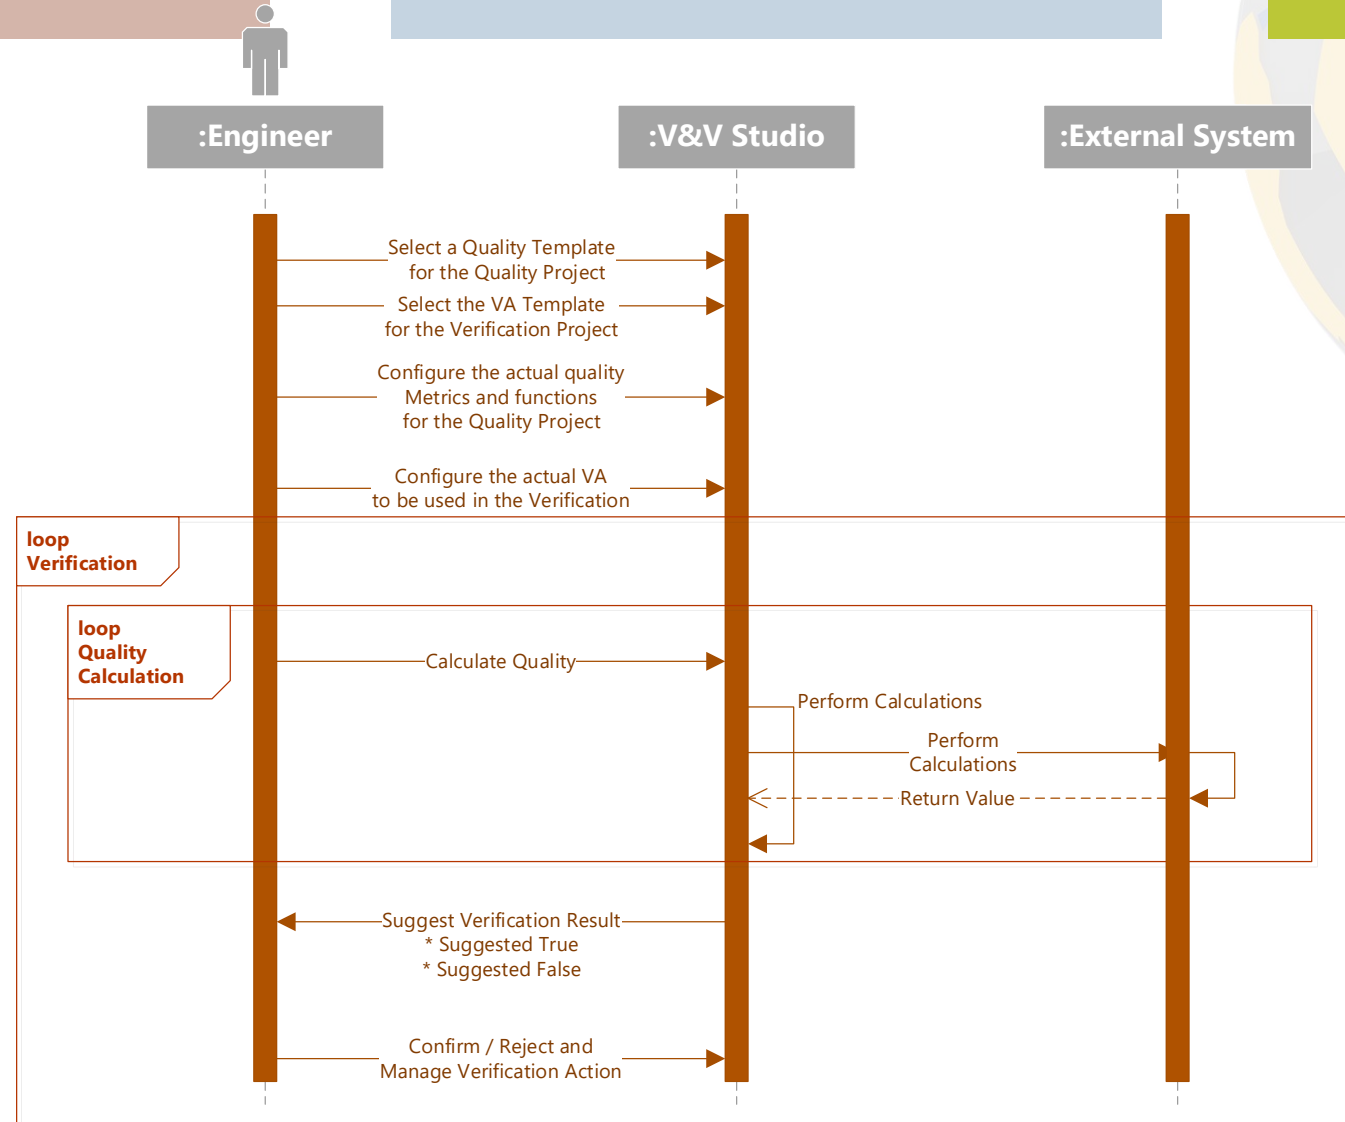 :Engineer
:V&V Studio
:External System
Select a Quality Template
for the Quality Project
Select the VA Template
for the Verification Project
Configure the actual quality
Metrics and functions
for the Quality Project
Configure the actual VA
to be used in the Verification
loop
Verification
loop
Quality
Calculation
Calculate Quality
Perform Calculations
Perform
Calculations
Return Value
Suggest Verification Result
* Suggested True
* Suggested False
Confirm / Reject and
Manage Verification Action